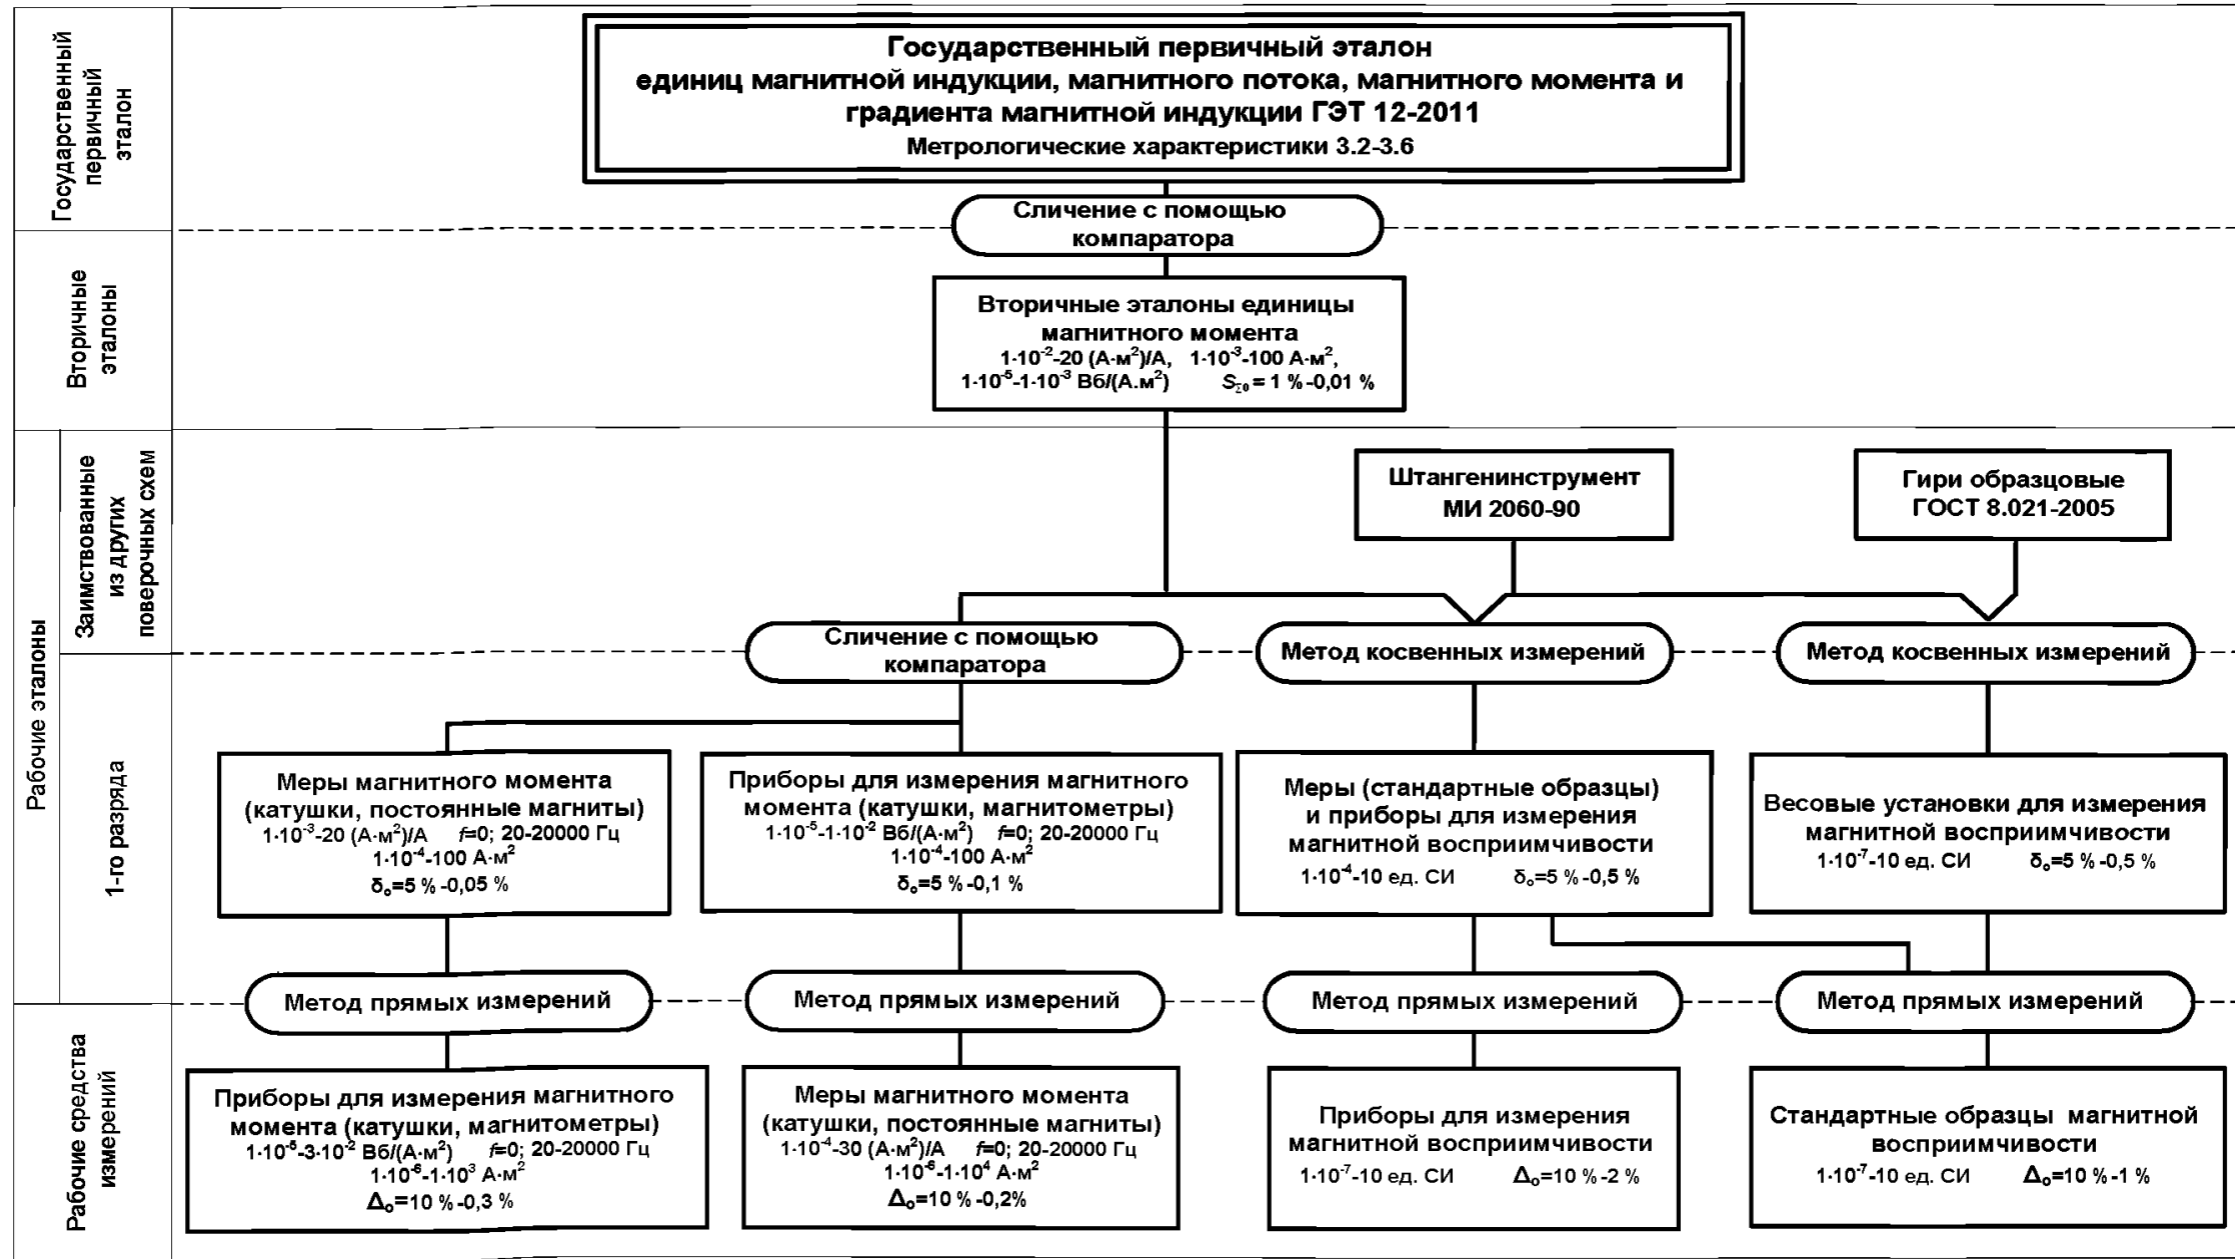 Государственный первичный эталон
единиц магнитной индукции, магнитного потока, магнитного момента и
градиента магнитной индукции ГЭТ 12-2011
Метрологические характеристики 3.2-3.6
Государственный
первичный
эталон
Сличение с помощью
компаратора
Вторичные
эталоны
Вторичные эталоны единицы
магнитного момента
1·10⁻²-20 (А·м²)/А, 1·10⁻³-100 А·м²,
1·10⁻⁵-1·10⁻³ Вб/(А.м²) S_Σ0 = 1 %-0,01 %
Рабочие эталоны
Заимствованные
из других
поверочных схем
Штангенинструмент
МИ 2060-90
Гири образцовые
ГОСТ 8.021-2005
Сличение с помощью
компаратора
Метод косвенных измерений
Метод косвенных измерений
1-го разряда
Меры магнитного момента
(катушки, постоянные магниты)
1·10⁻³-20 (А·м²)/А f=0; 20-20000 Гц
1·10⁻⁴-100 А·м²
δₒ=5 %-0,05 %
Приборы для измерения магнитного
момента (катушки, магнитометры)
1·10⁻⁵-1·10⁻² Вб/(А·м²) f=0; 20-20000 Гц
1·10⁻⁴-100 А·м²
δₒ=5 %-0,1 %
Меры (стандартные образцы)
и приборы для измерения
магнитной восприимчивости
1·10⁻⁴-10 ед. СИ δₒ=5 %-0,5 %
Весовые установки для измерения
магнитной восприимчивости
1·10⁻⁷-10 ед. СИ δₒ=5 %-0,5 %
Метод прямых измерений
Метод прямых измерений
Метод прямых измерений
Метод прямых измерений
Рабочие средства
измерений
Приборы для измерения магнитного
момента (катушки, магнитометры)
1·10⁻⁵-3·10⁻² Вб/(А·м²) f=0; 20-20000 Гц
1·10⁻⁶-1·10³ А·м²
Δₒ=10 %-0,3 %
Меры магнитного момента
(катушки, постоянные магниты)
1·10⁻⁴-30 (А·м²)/А f=0; 20-20000 Гц
1·10⁻⁶-1·10⁴ А·м²
Δₒ=10 %-0,2%
Приборы для измерения
магнитной восприимчивости
1·10⁻⁷-10 ед. СИ Δₒ=10 %-2 %
Стандартные образцы магнитной
восприимчивости
1·10⁻⁷-10 ед. СИ Δₒ=10 %-1 %